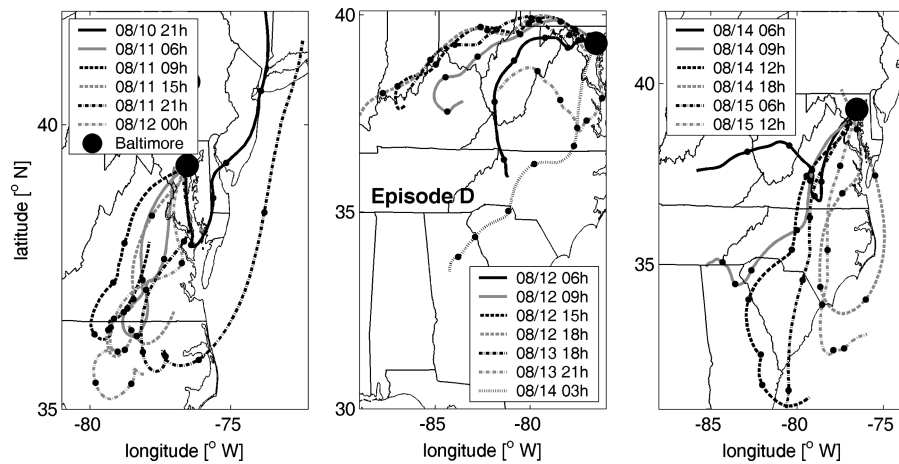 08/10 21h
08/11 06h
08/11 09h
08/11 15h
08/11 21h
08/12 00h
Baltimore
40
35
-80
-75
longitude [° W]
latitude [° N]
40
35
30
Episode D
08/12 06h
08/12 09h
08/12 15h
08/12 18h
08/13 18h
08/13 21h
08/14 03h
-85
-80
longitude [° W]
08/14 06h
08/14 09h
08/14 12h
08/14 18h
08/15 06h
08/15 12h
40
35
-85
-80
-75
longitude [° W]